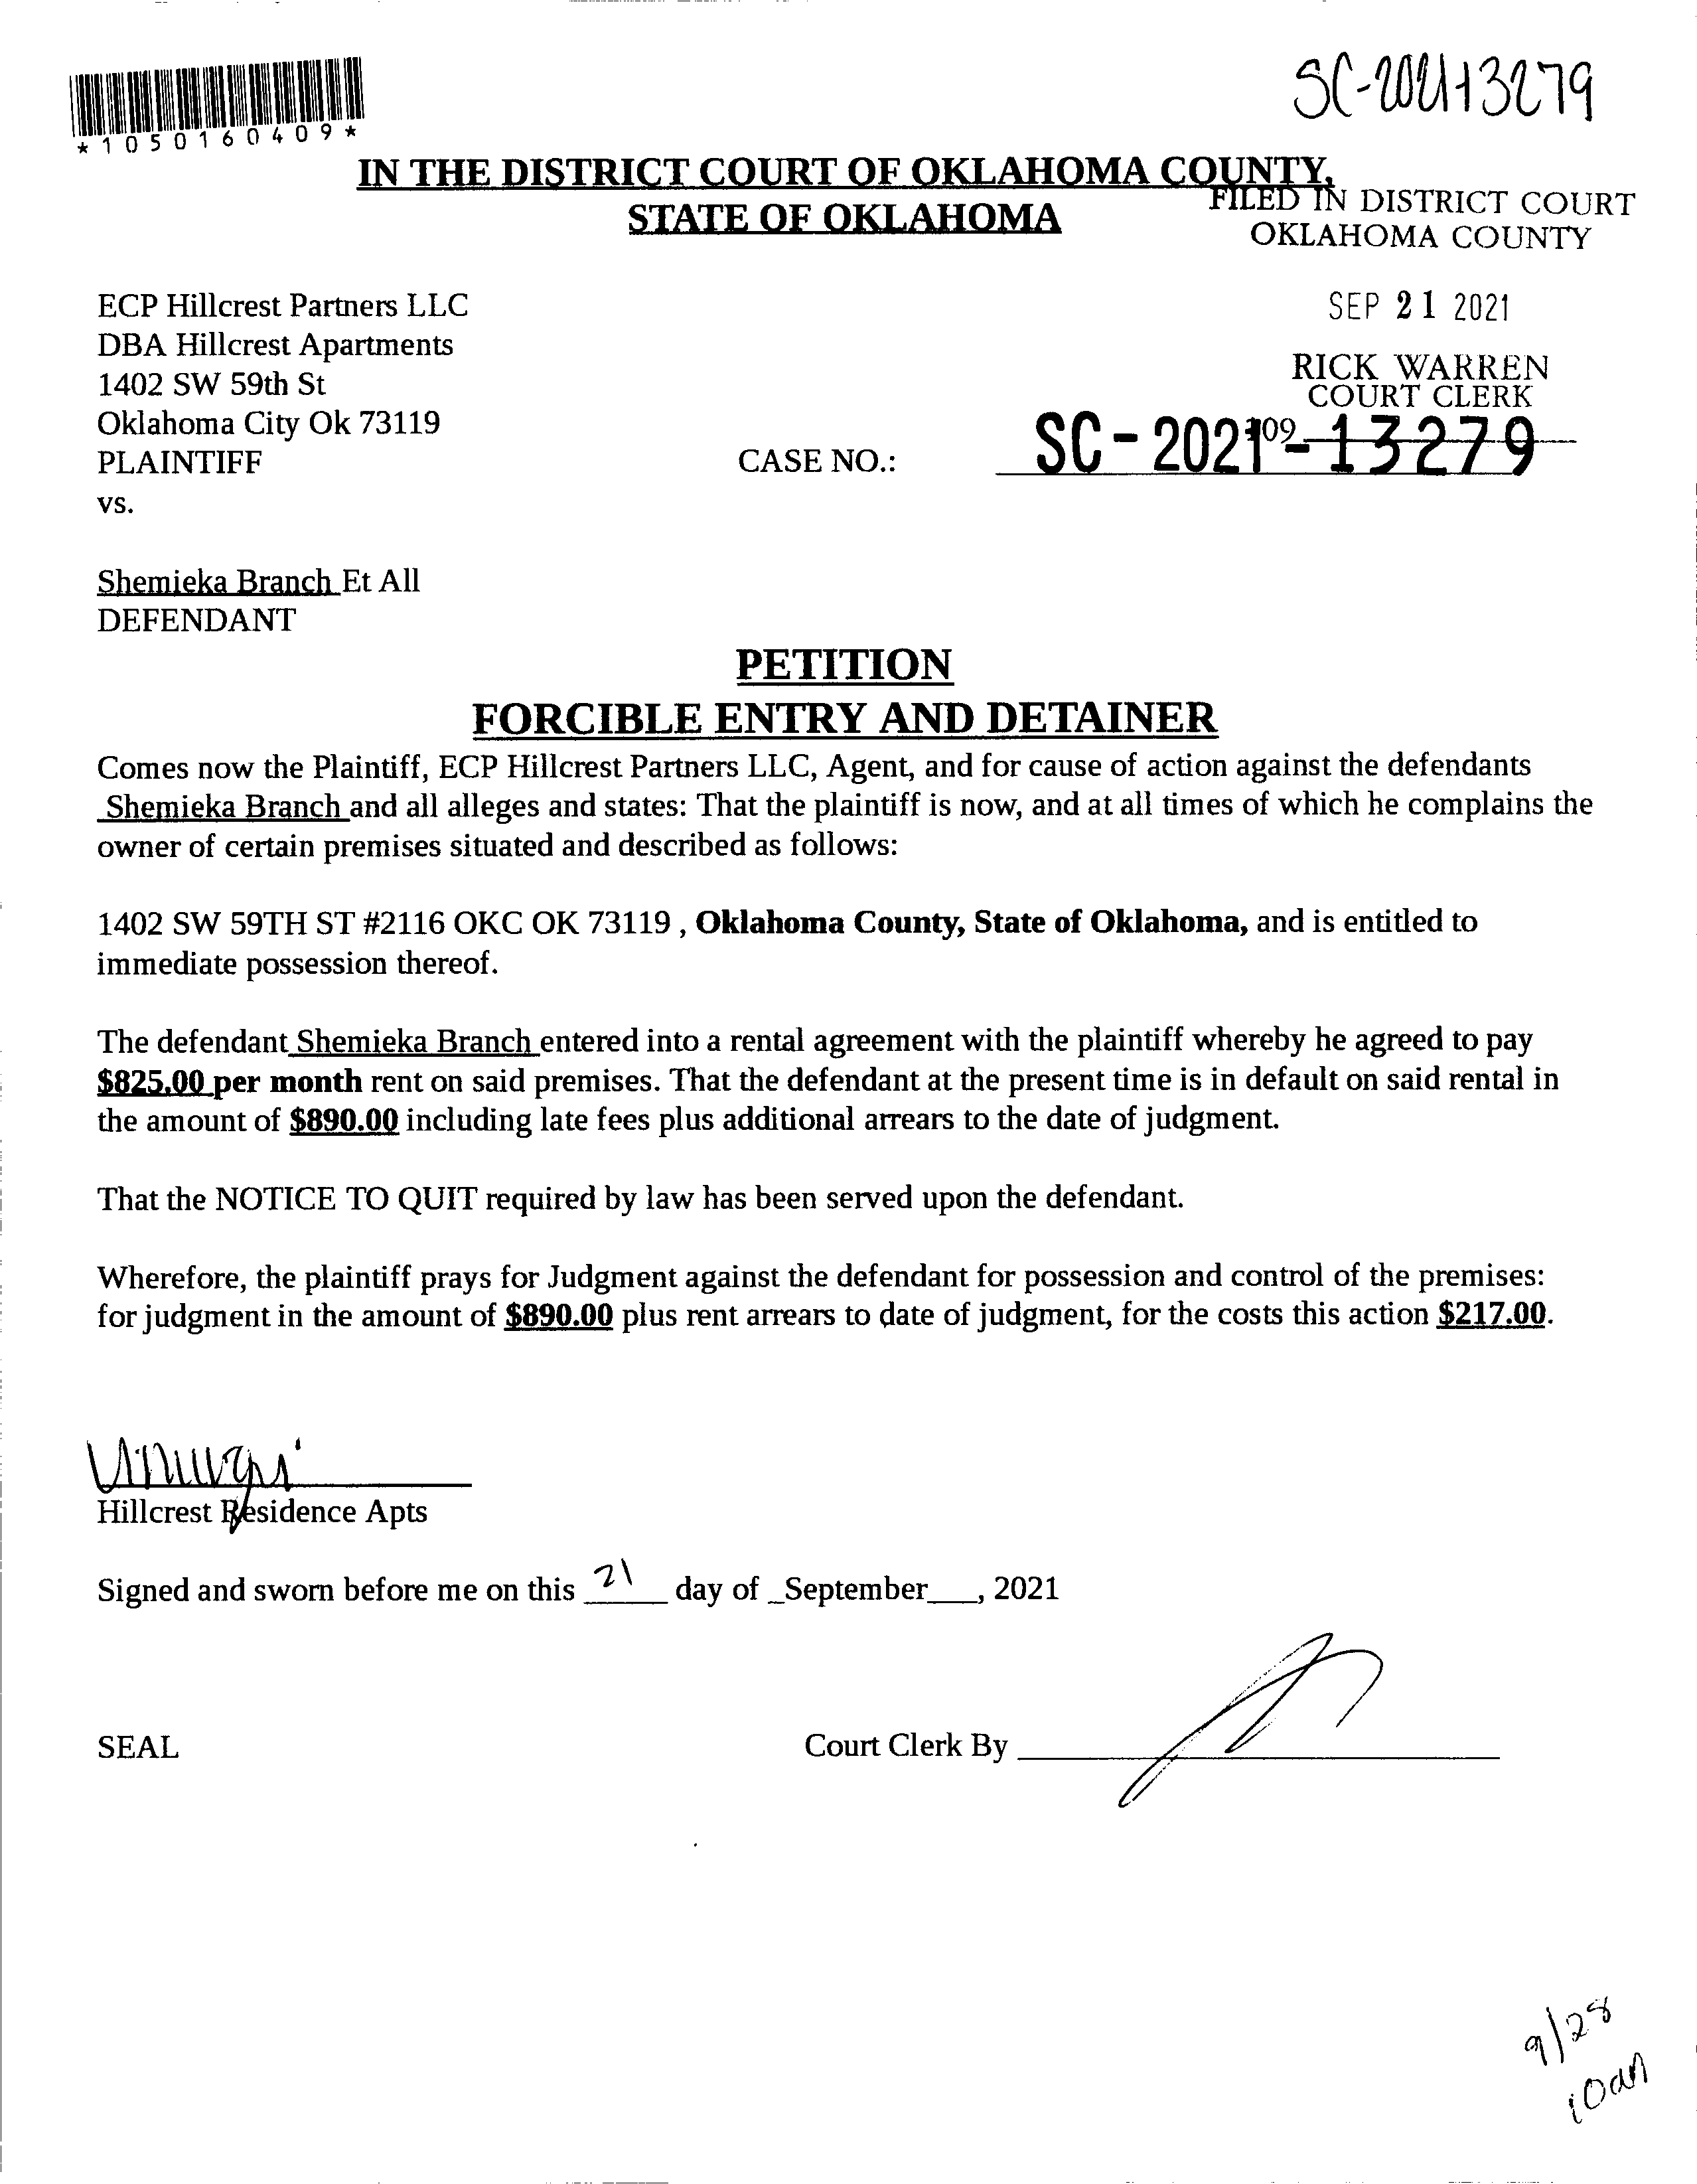 SC-2021-13279
*1050160409*
IN THE DISTRICT COURT OF OKLAHOMA COUNTY,
STATE OF OKLAHOMA
FILED IN DISTRICT COURT
OKLAHOMA COUNTY
SEP 21 2021
RICK WARREN
COURT CLERK
109
ECP Hillcrest Partners LLC
DBA Hillcrest Apartments
1402 SW 59th St
Oklahoma City Ok 73119
PLAINTIFF
CASE NO.: SC-2021-13279
vs.
Shemieka Branch Et All
DEFENDANT
PETITION
FORCIBLE ENTRY AND DETAINER
Comes now the Plaintiff, ECP Hillcrest Partners LLC, Agent, and for cause of action against the defendants
Shemieka Branch and all alleges and states: That the plaintiff is now, and at all times of which he complains the
owner of certain premises situated and described as follows:
1402 SW 59TH ST #2116 OKC OK 73119 , Oklahoma County, State of Oklahoma, and is entitled to
immediate possession thereof.
The defendant Shemieka Branch entered into a rental agreement with the plaintiff whereby he agreed to pay
$825.00 per month rent on said premises. That the defendant at the present time is in default on said rental in
the amount of $890.00 including late fees plus additional arrears to the date of judgment.
That the NOTICE TO QUIT required by law has been served upon the defendant.
Wherefore, the plaintiff prays for Judgment against the defendant for possession and control of the premises:
for judgment in the amount of $890.00 plus rent arrears to date of judgment, for the costs this action $217.00.
Hillcrest Residence Apts
Signed and sworn before me on this 21 day of _September___, 2021
SEAL
Court Clerk By
9/28
10am